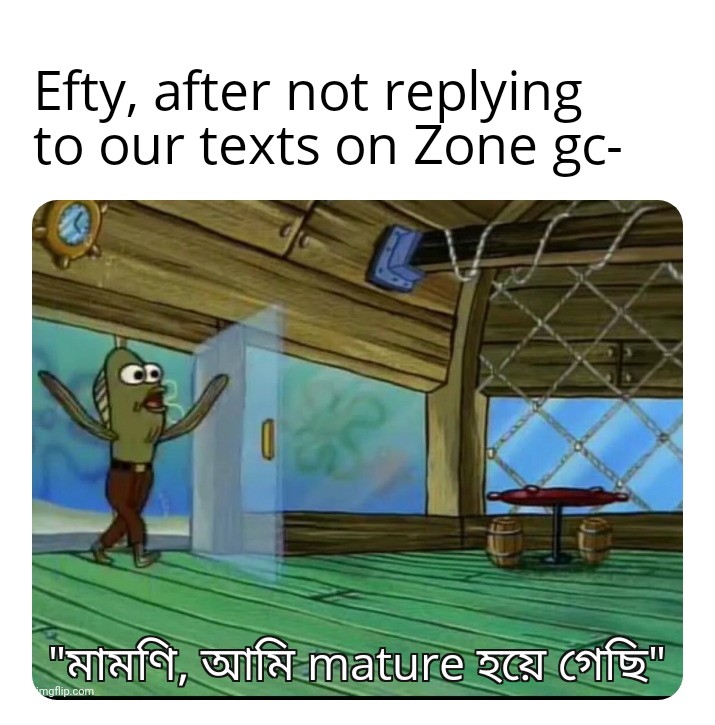 Efty, after not replying
to our texts on Zone gc-
"মামণি, আমি mature হয়ে গেছি"
imgflip.com